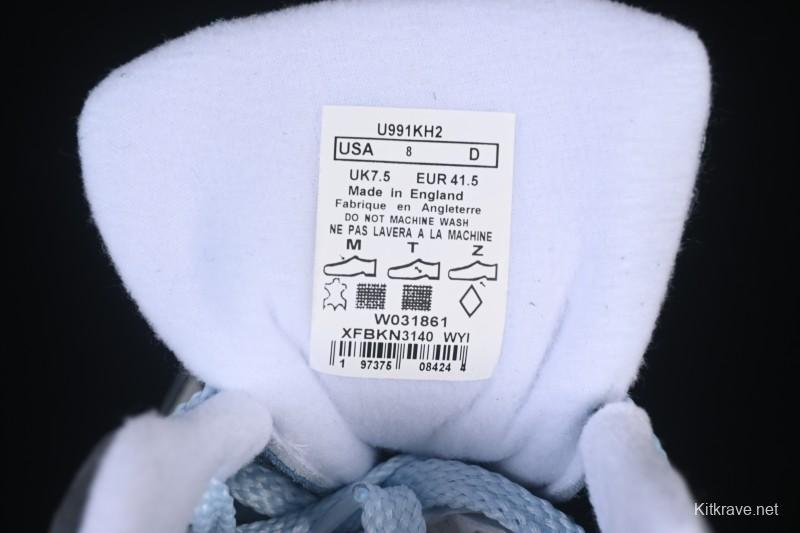 U991KH2
USA 8 D
UK7.5 EUR 41.5
Made in England
Fabrique en Angleterre
DO NOT MACHINE WASH
NE PAS LAVERA A LA MACHINE
M T Z
W031861
XFBKN3140 WYI
1 97375 08424 4
Kitkrave.net